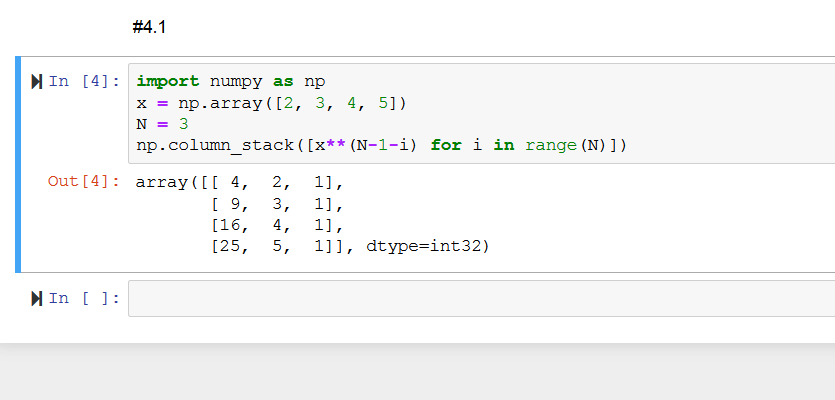 #4.1
In [4]: import numpy as np
x = np.array([2, 3, 4, 5])
N = 3
np.column_stack([x**(N-1-i) for i in range(N)])
Out[4]: array([[ 4,  2,  1],
       [ 9,  3,  1],
       [16,  4,  1],
       [25,  5,  1]], dtype=int32)
In [ ]: